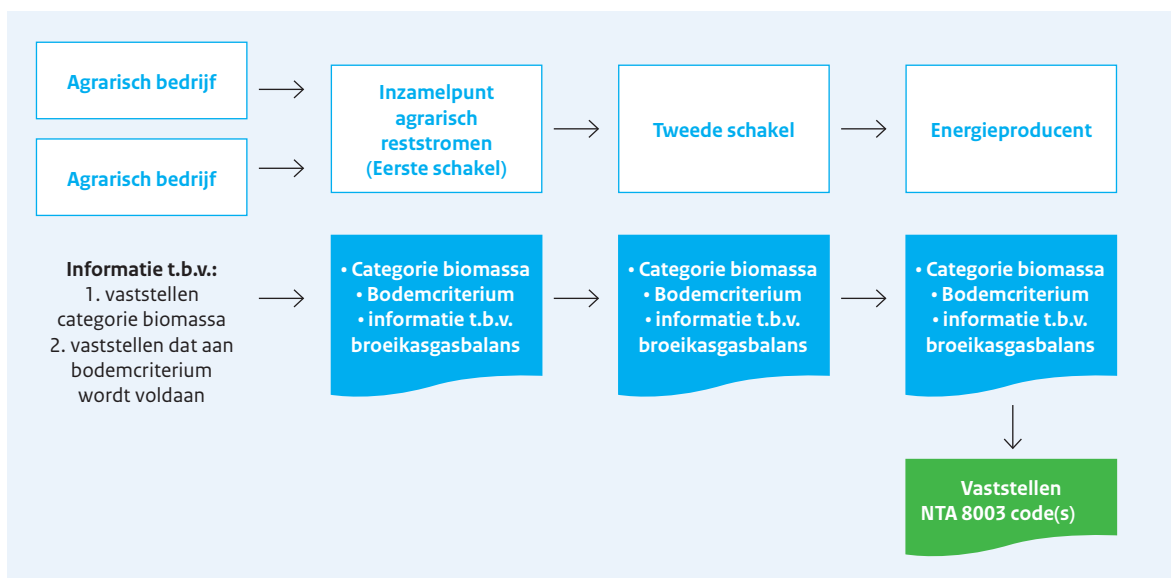 Agrarisch bedrijf
Agrarisch bedrijf
Inzamelpunt
agrarisch
reststromen
(Eerste schakel)
Tweede schakel
Energieproducent
Informatie t.b.v.:
1. vaststellen
categorie biomassa
2. vaststellen dat aan
bodemcriterium
wordt voldaan
• Categorie biomassa
• Bodemcriterium
• informatie t.b.v.
broeikasgasbalans
• Categorie biomassa
• Bodemcriterium
• informatie t.b.v.
broeikasgasbalans
• Categorie biomassa
• Bodemcriterium
• informatie t.b.v.
broeikasgasbalans
Vaststellen
NTA 8003 code(s)